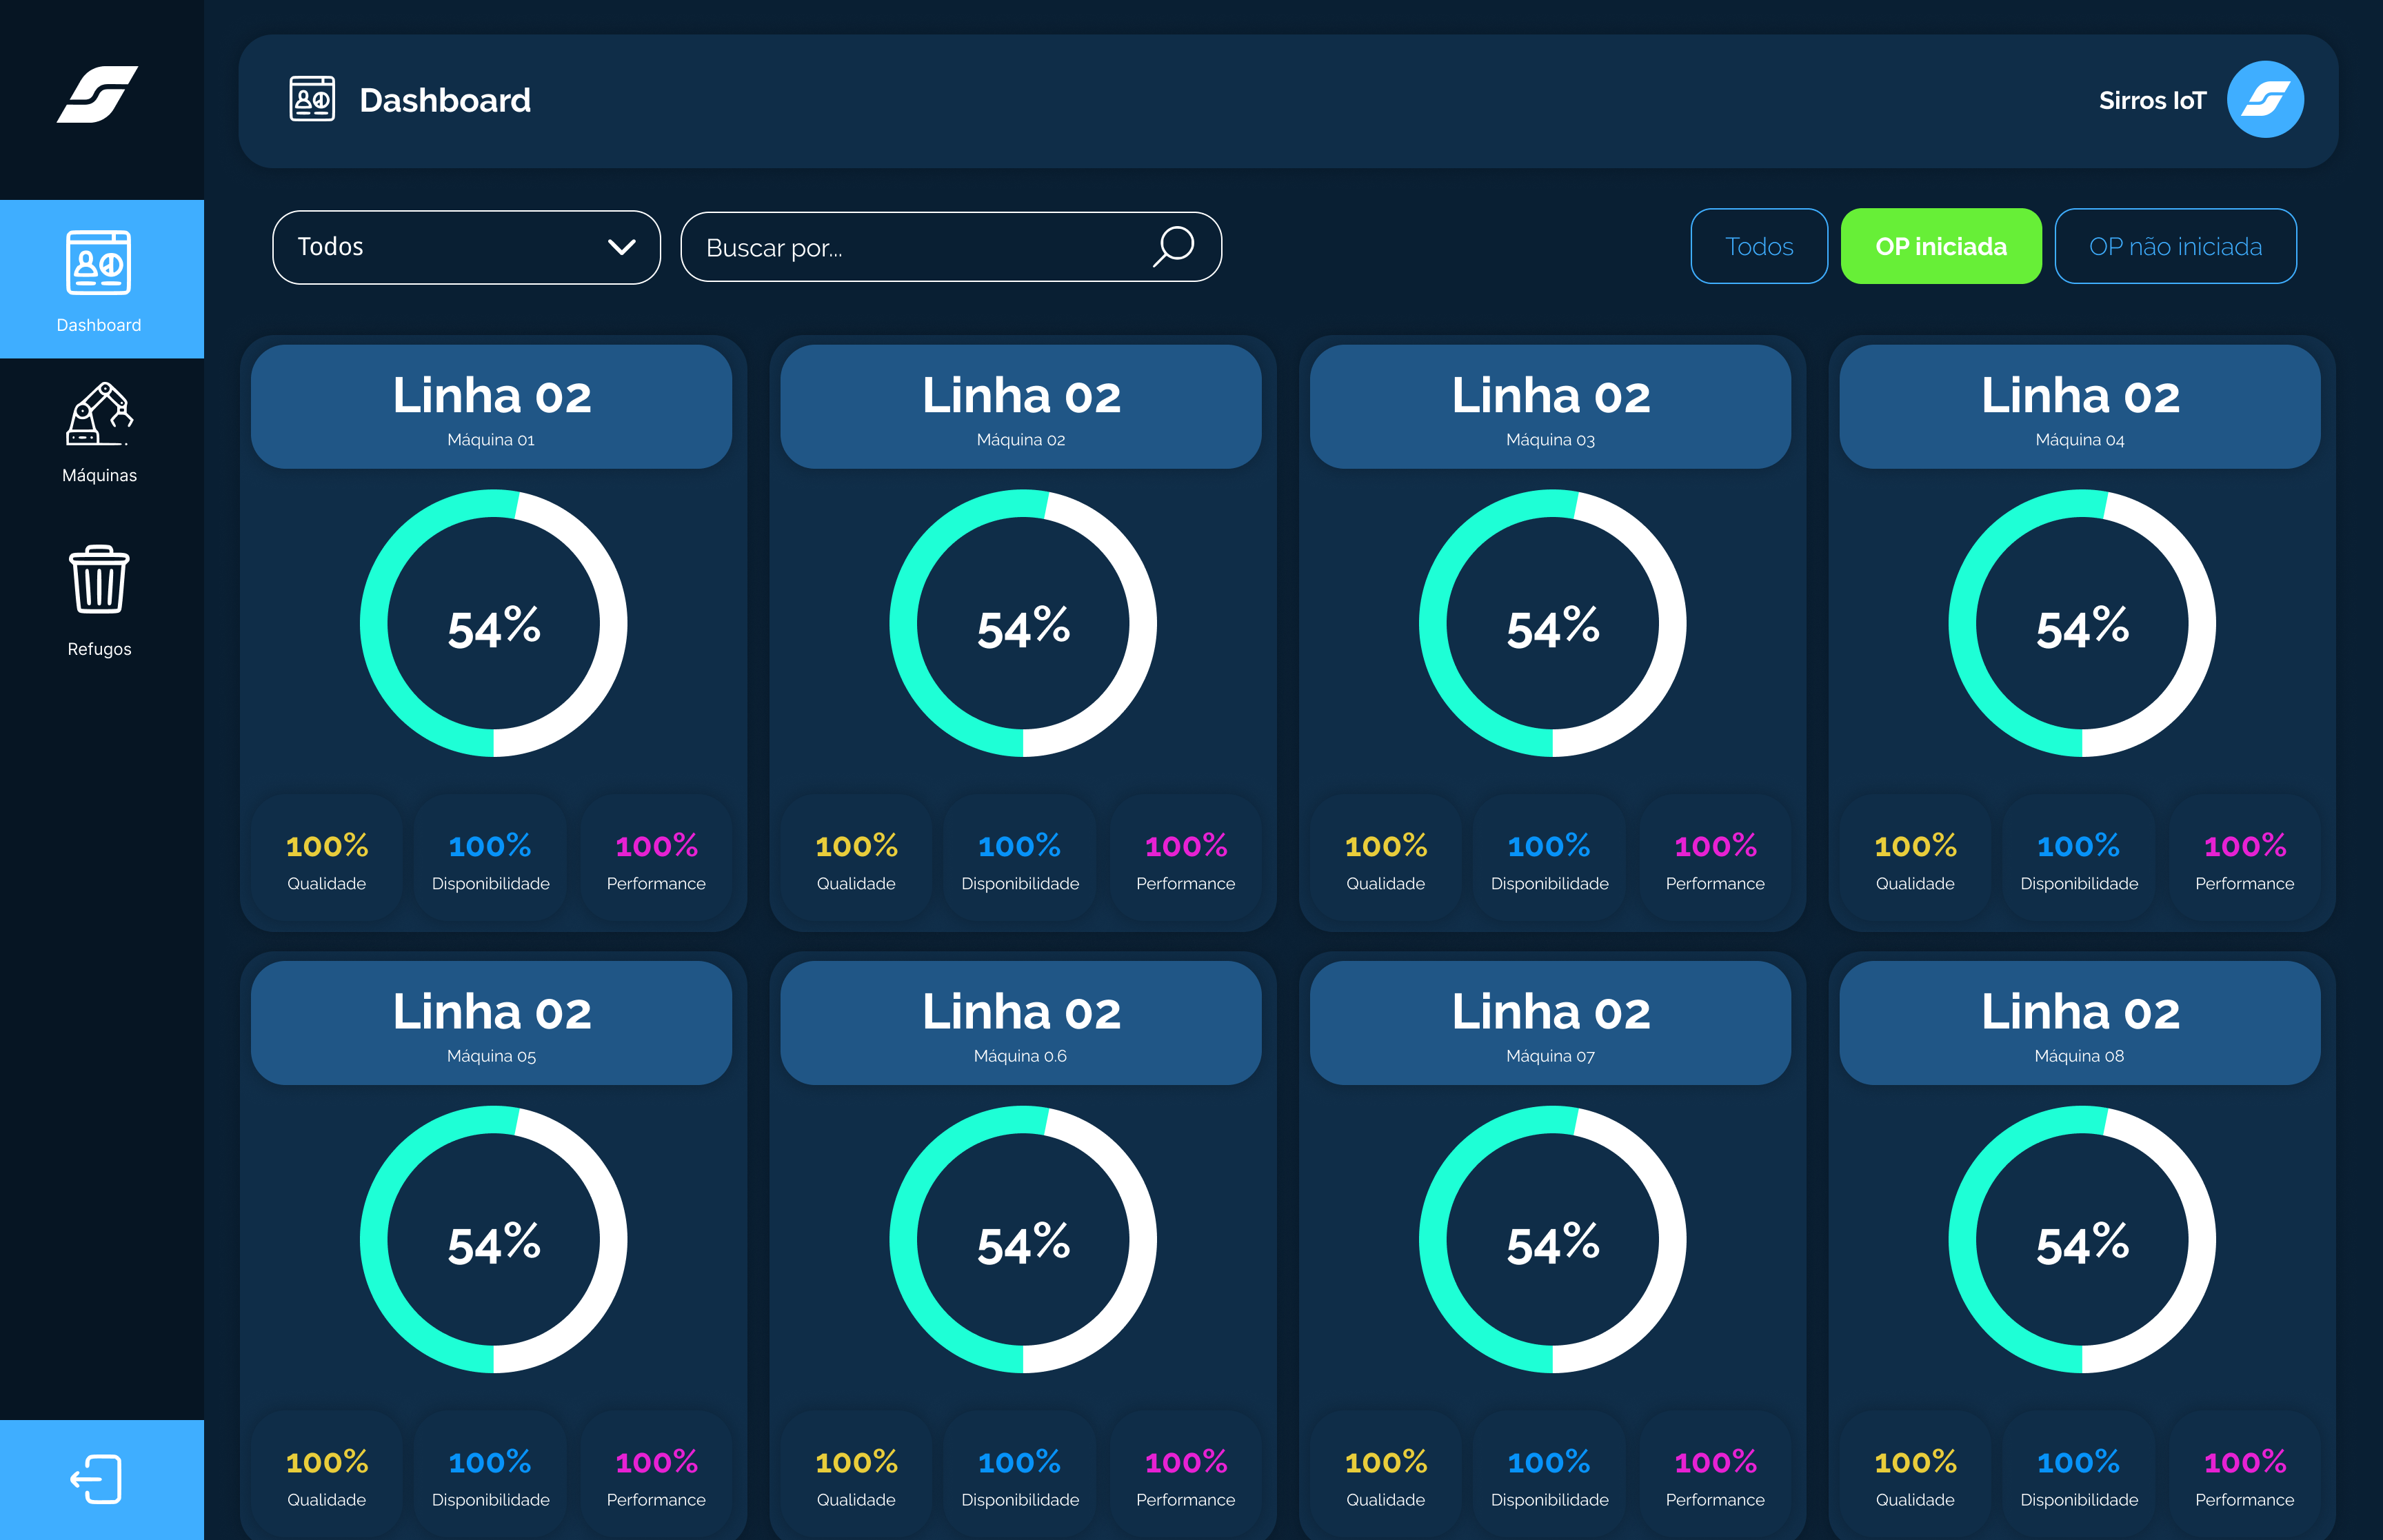 Dashboard
Sirros IoT
Todos
Buscar por...
Todos
OP iniciada
OP não iniciada
Dashboard
Máquinas
Refugos
Linha 02
Máquina 01
54%
100%
Qualidade
100%
Disponibilidade
100%
Performance
Linha 02
Máquina 02
54%
100%
Qualidade
100%
Disponibilidade
100%
Performance
Linha 02
Máquina 03
54%
100%
Qualidade
100%
Disponibilidade
100%
Performance
Linha 02
Máquina 04
54%
100%
Qualidade
100%
Disponibilidade
100%
Performance
Linha 02
Máquina 05
54%
100%
Qualidade
100%
Disponibilidade
100%
Performance
Linha 02
Máquina 0.6
54%
100%
Qualidade
100%
Disponibilidade
100%
Performance
Linha 02
Máquina 07
54%
100%
Qualidade
100%
Disponibilidade
100%
Performance
Linha 02
Máquina 08
54%
100%
Qualidade
100%
Disponibilidade
100%
Performance